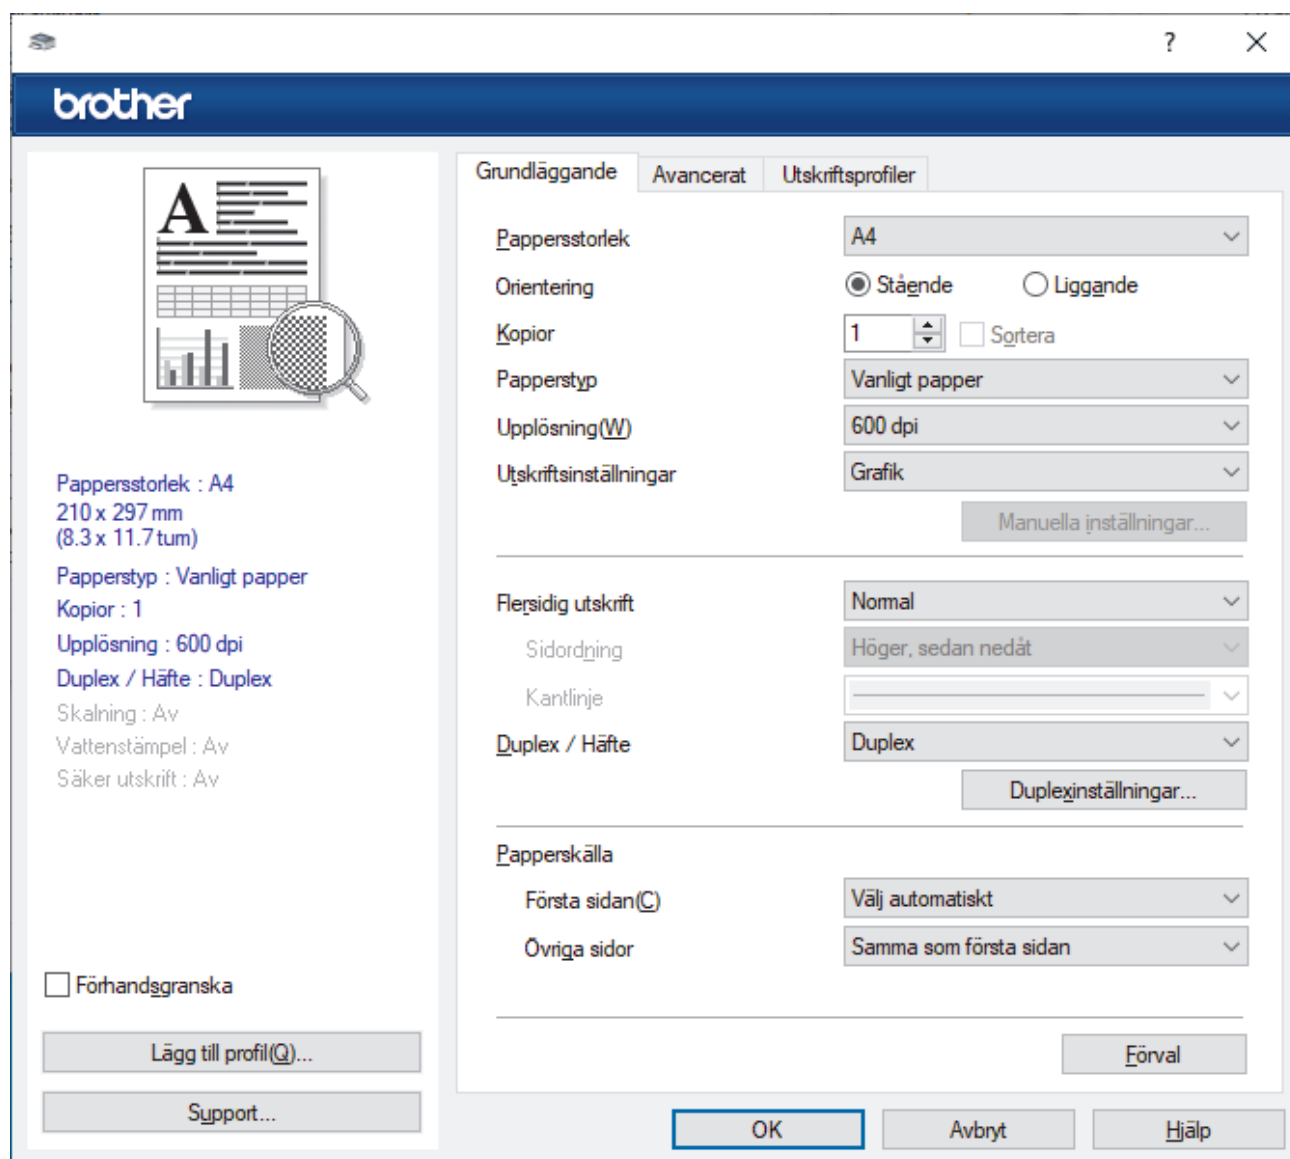 ?
brother
A
Pappersstorlek : A4
210 x 297 mm
(8.3 x 11.7 tum)
Papperstyp : Vanligt papper
Kopior : 1
Upplösning : 600 dpi
Duplex / Häfte : Duplex
Skalning : Av
Vattenstämpel : Av
Säker utskrift : Av
Förhandsgranska
Lägg till profil(Q)...
Support...
Grundläggande Avancerat Utskriftsprofiler
Pappersstorlek A4
Orientering Stående Liggande
Kopior 1 Sortera
Papperstyp Vanligt papper
Upplösning(W) 600 dpi
Utskriftsinställningar Grafik
Manuella inställningar...
Flersidig utskrift Normal
Sidordning Höger, sedan nedåt
Kantlinje
Duplex / Häfte Duplex
Duplexinställningar...
Papperskälla
Första sidan(C) Välj automatiskt
Övriga sidor Samma som första sidan
Förval
OK Avbryt Hjälp